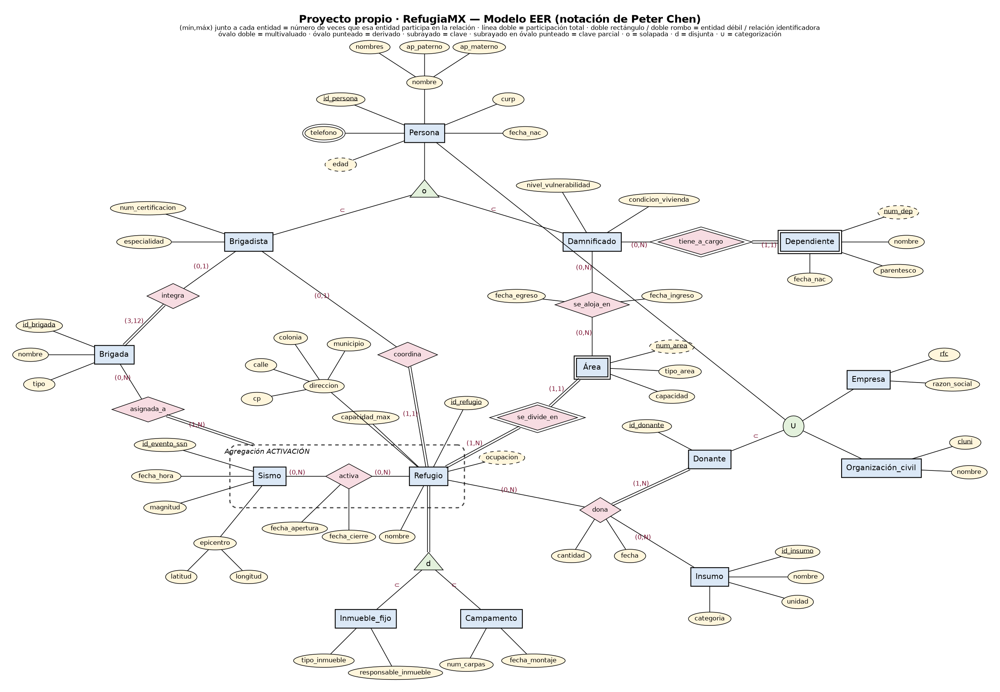 Proyecto propio · RefugiaMX — Modelo EER (notación de Peter Chen)
(mín,máx) junto a cada entidad = número de veces que esa entidad participa en la relación · línea doble = participación total · doble rectángulo / doble rombo = entidad débil / relación identificadora
óvalo doble = multivaluado · óvalo punteado = derivado · subrayado = clave · subrayado en óvalo punteado = clave parcial · o = solapada · d = disjunta · ∪ = categorización
nombres
ap_paterno
ap_materno
nombre
id_persona
curp
telefono
Persona
fecha_nac
edad
o
nivel_vulnerabilidad
condicion_vivienda
num_certificacion
⊂
⊂
num_dep
especialidad
Brigadista
Damnificado
(0,N)
tiene_a_cargo
(1,1)
Dependiente
nombre
(0,1)
(0,N)
parentesco
fecha_nac
integra
(0,1)
fecha_egreso
se_aloja_en
fecha_ingreso
(3,12)
id_brigada
(0,N)
colonia
municipio
num_area
nombre
Brigada
coordina
rfc
calle
Área
tipo_area
(0,N)
tipo
direccion
(1,1)
Empresa
razon_social
cp
capacidad
asignada_a
id_refugio
(1,1)
capacidad_max
se_divide_en
(1,N)
id_donante
∪
⊂
id_evento_ssn
(1,N)
cluni
Agregación ACTIVACIÓN
ocupacion
Donante
Organización_civil
nombre
fecha_hora
Sismo
(0,N)
activa
(0,N)
Refugio
(1,N)
(0,N)
magnitud
dona
fecha_apertura
fecha_cierre
nombre
(0,N)
epicentro
cantidad
fecha
id_insumo
d
latitud
longitud
Insumo
nombre
⊂
⊂
unidad
Inmueble_fijo
Campamento
categoria
tipo_inmueble
num_carpas
fecha_montaje
responsable_inmueble